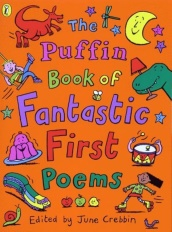 The
Puffin
Book of
Fantastic
First
Poems
Edited by June Crebbin